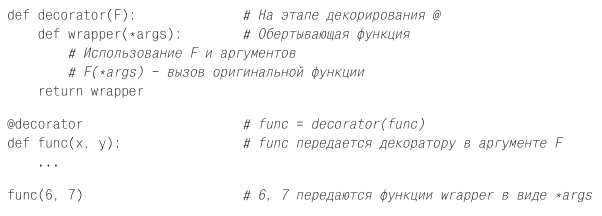 def decorator(F): # На этапе декорирования @
def wrapper(*args): # Обертывающая функция
# Использование F и аргументов
# F(*args) – вызов оригинальной функции
return wrapper
@decorator # func = decorator(func)
def func(x, y): # func передается декоратору в аргументе F
...
func(6, 7) # 6, 7 передаются функции wrapper в виде *args